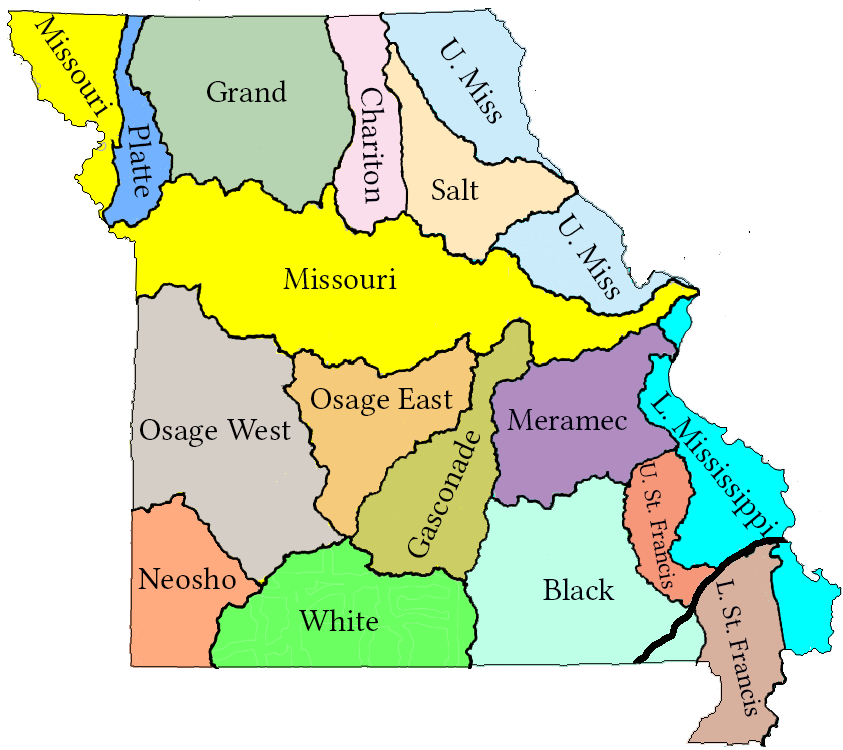 Missouri
Platte
Grand
Chariton
U. Miss
Salt
U. Miss
Missouri
Osage West
Osage East
Gasconade
Meramec
L. Mississippi
U. St. Francis
Neosho
White
Black
L. St. Francis